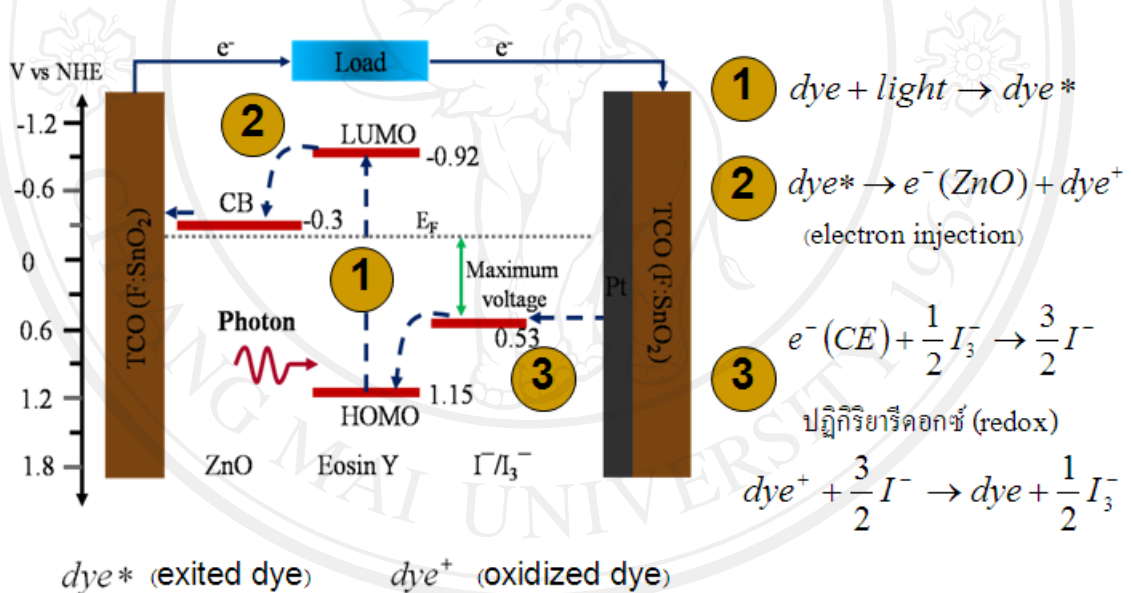 e⁻ Load e⁻
V vs NHE
-1.2
-0.6
0
0.6
1.2
1.8
TCO (F:SnO₂)
2
LUMO
-0.92
CB
-0.3
E_F
1
Maximum
voltage
Photon
0.53
3
1.15
HOMO
ZnO Eosin Y I⁻/I₃⁻
Pt
TCO (F:SnO₂)
1 dye + light → dye *
2 dye* → e⁻ (ZnO) + dye⁺
(electron injection)
3 e⁻ (CE) + 1/2 I₃⁻ → 3/2 I⁻
ปฏิกิริยารีดอกซ์ (redox)
dye⁺ + 3/2 I⁻ → dye + 1/2 I₃⁻
dye * (exited dye) dye⁺ (oxidized dye)
CHIANG MAI UNIVERSITY 1964